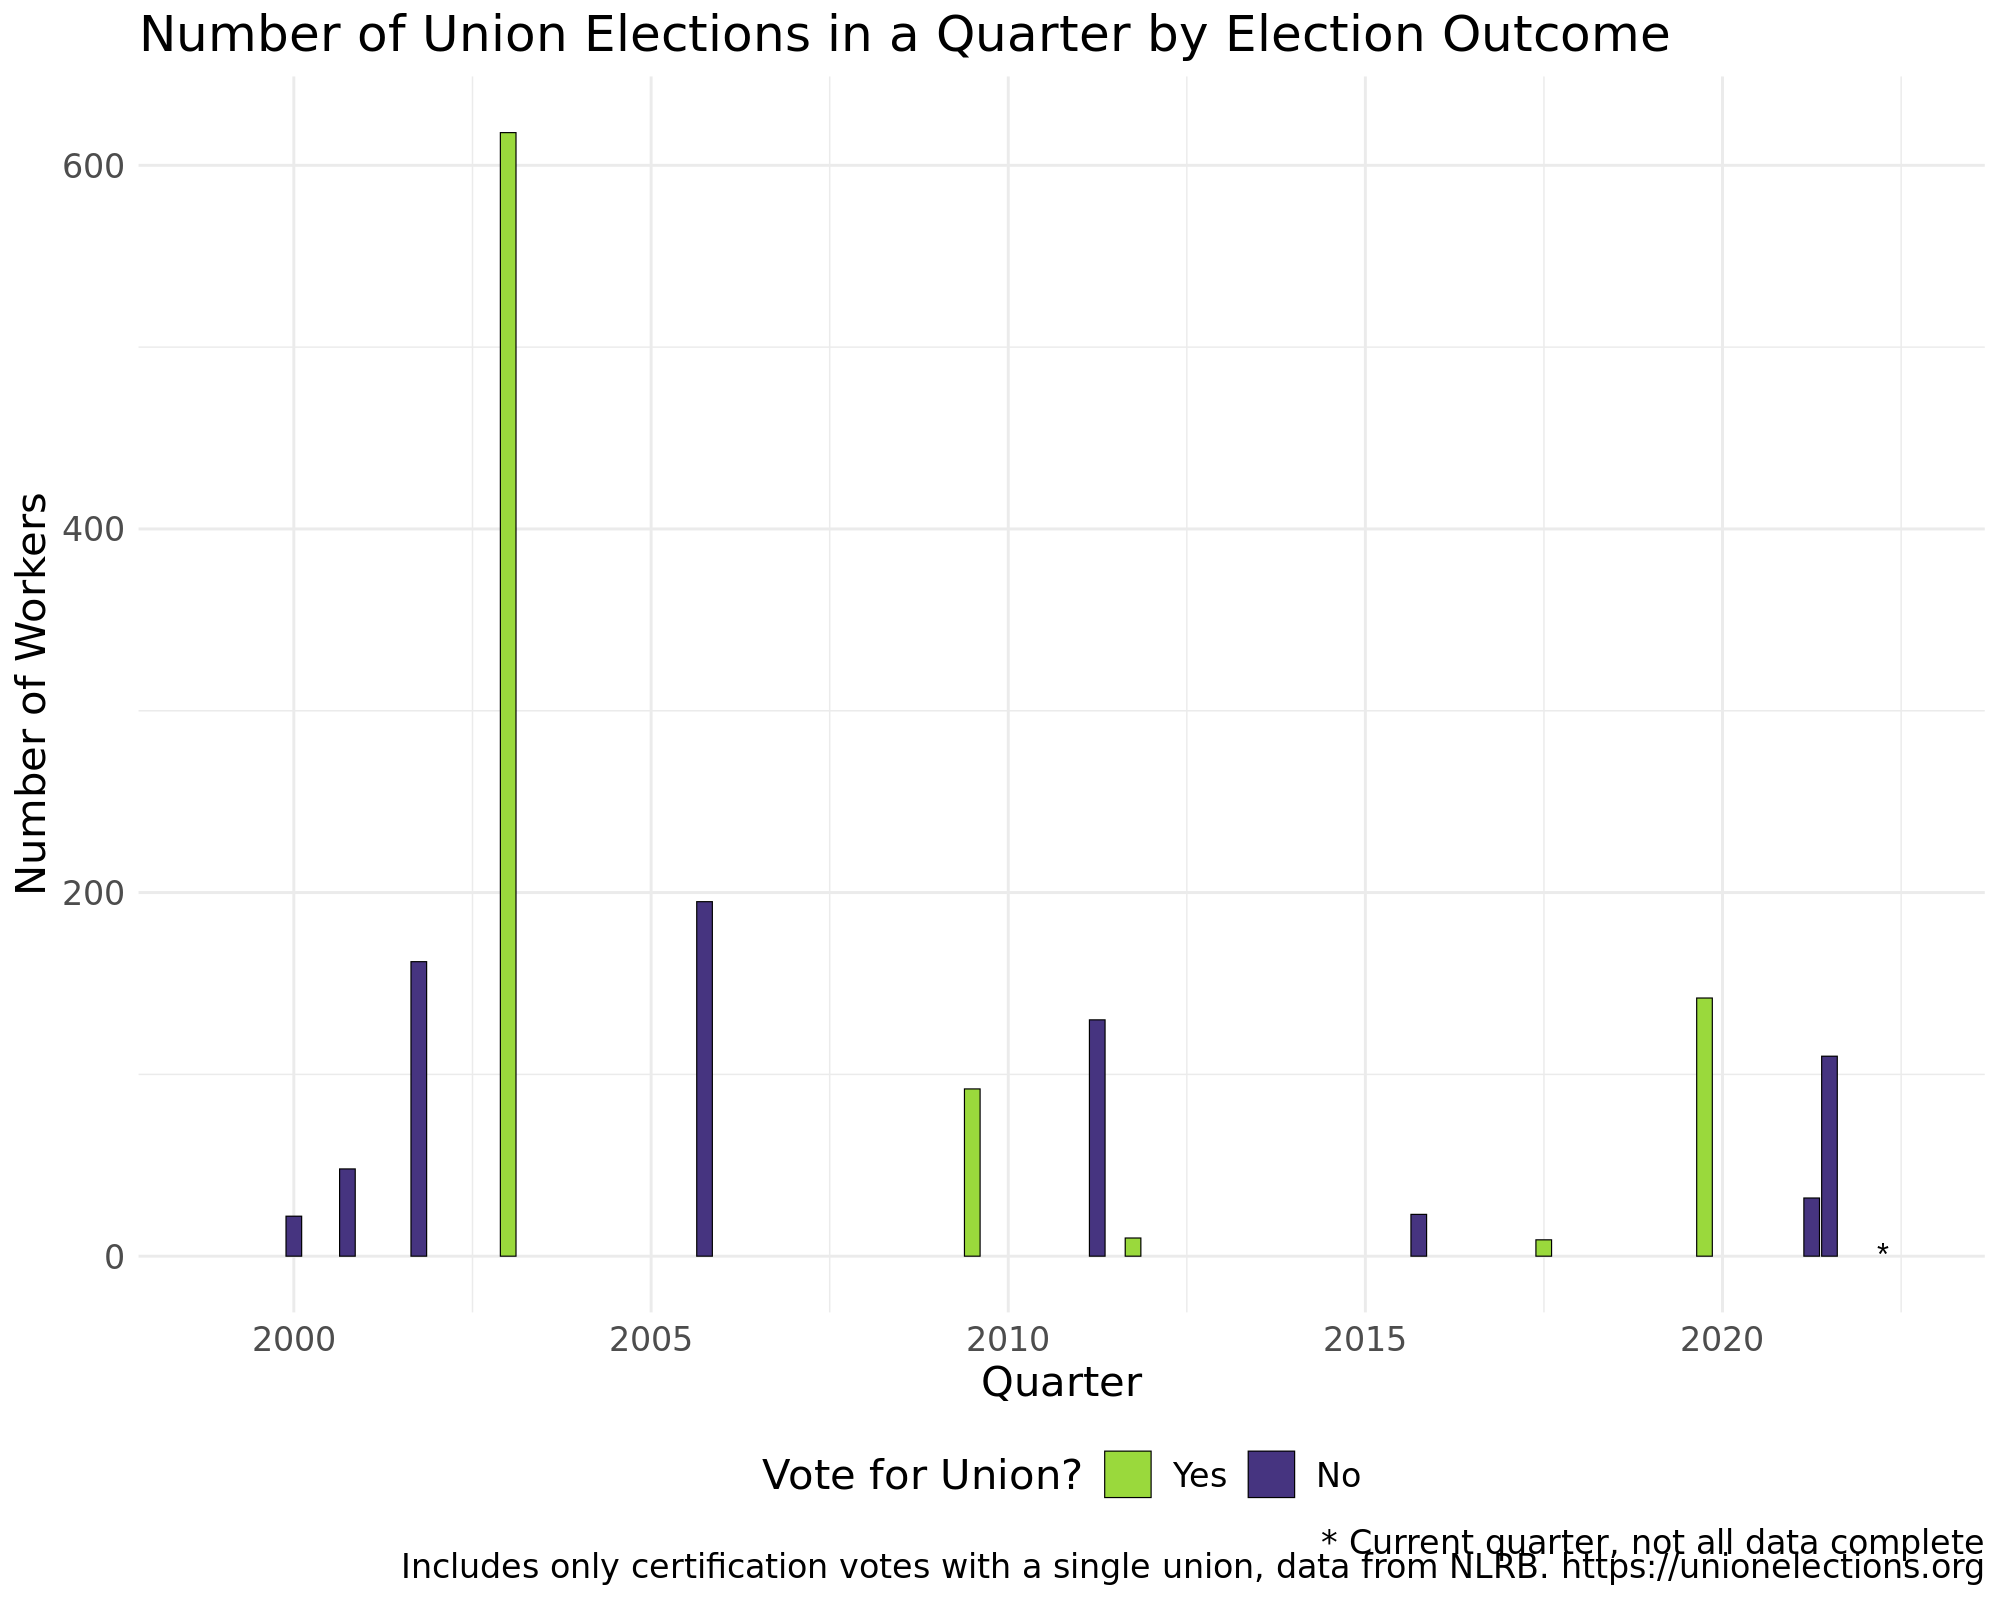 Number of Union Elections in a Quarter by Election Outcome
Number of Workers
600
400
200
0
*
2000 2005 2010 2015 2020
Quarter
Vote for Union? Yes No
* Current quarter, not all data complete
Includes only certification votes with a single union, data from NLRB. https://unionelections.org